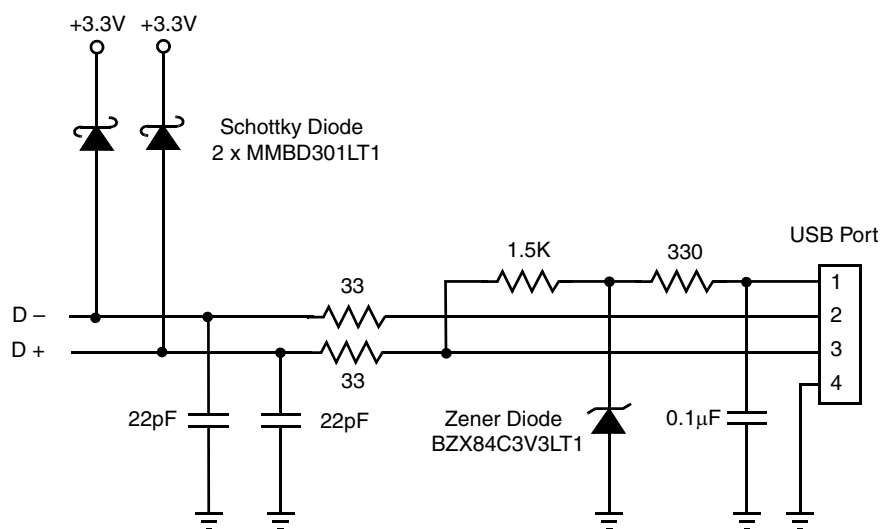 +3.3V +3.3V
Schottky Diode
2 x MMBD301LT1
USB Port
1.5K
330
1
33
D –
2
D +
3
33
4
22pF
22pF
Zener Diode
BZX84C3V3LT1
0.1μF